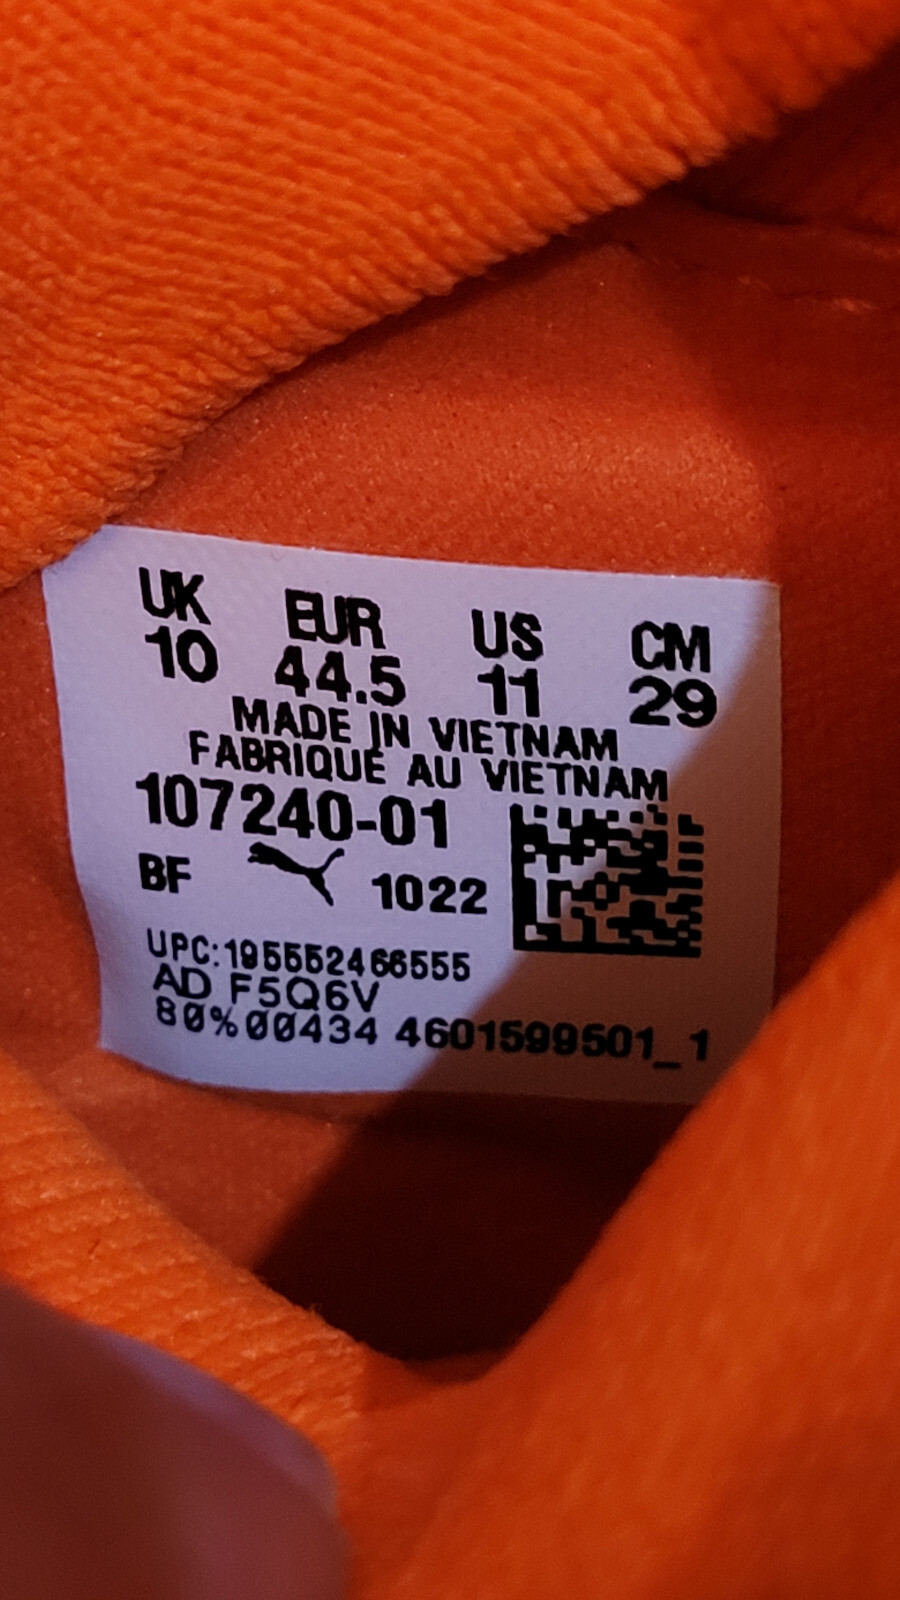 UK EUR US CM
10 44.5 11 29
MADE IN VIETNAM
FABRIQUE AU VIETNAM
107240-01
BF 1022
UPC:195552466555
AD F5Q6V
80%00434 4601599501_1